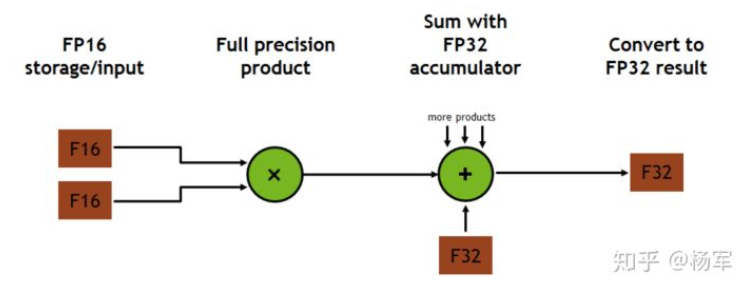 FP16
storage/input
Full precision
product
Sum with
FP32
accumulator
Convert to
FP32 result
more products
F16
F16
×
+
F32
F32
知乎 @杨军